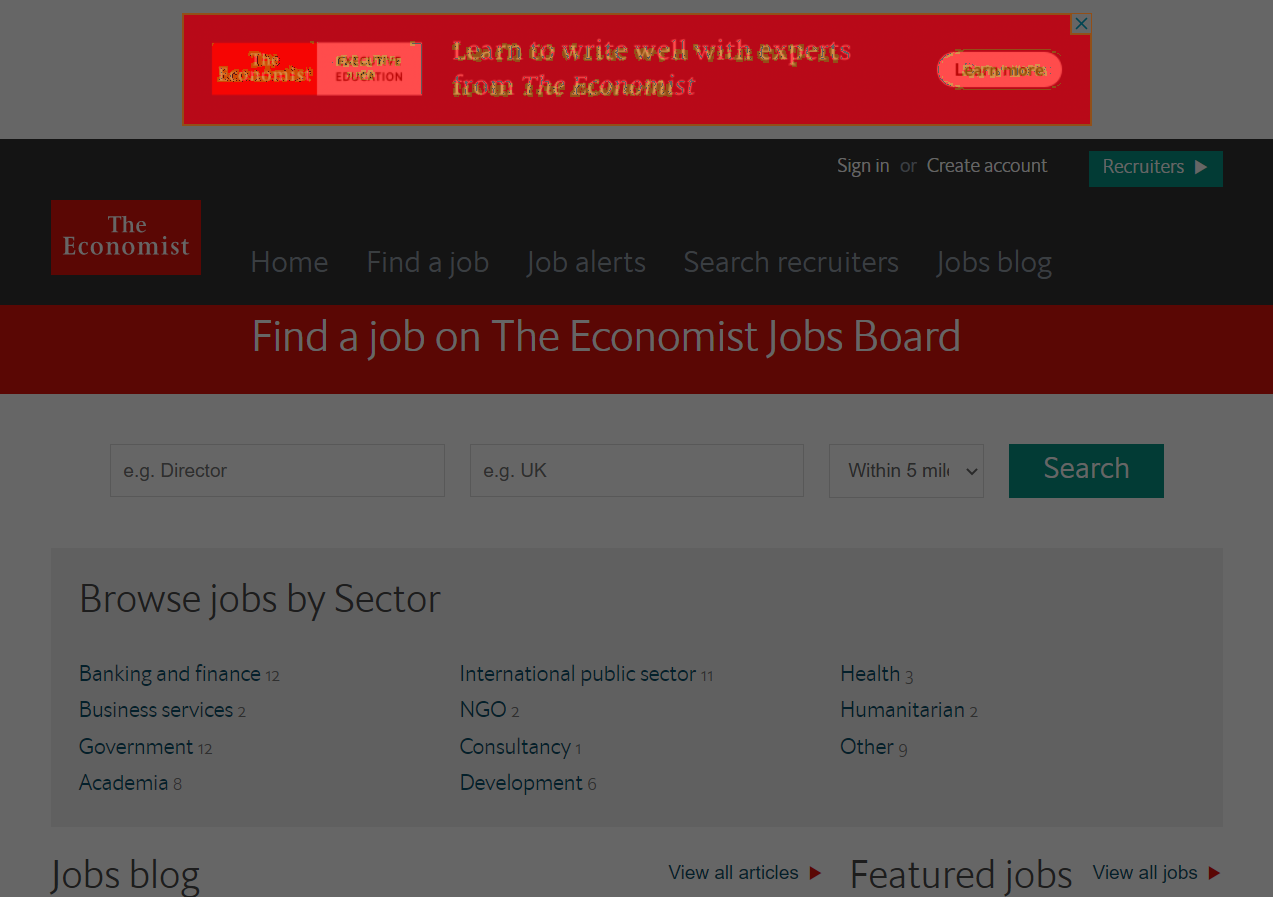 The
Economist
EXECUTIVE
EDUCATION
Learn to write well with experts
from The Economist
Learn more
Sign in or Create account
Recruiters
The
Economist
Home Find a job Job alerts Search recruiters Jobs blog
Find a job on The Economist Jobs Board
e.g. Director e.g. UK Within 5 mil Search
Browse jobs by Sector
Banking and finance 12 International public sector 11 Health 3
Business services 2 NGO 2 Humanitarian 2
Government 12 Consultancy 1 Other 9
Academia 8 Development 6
Jobs blog View all articles Featured jobs View all jobs